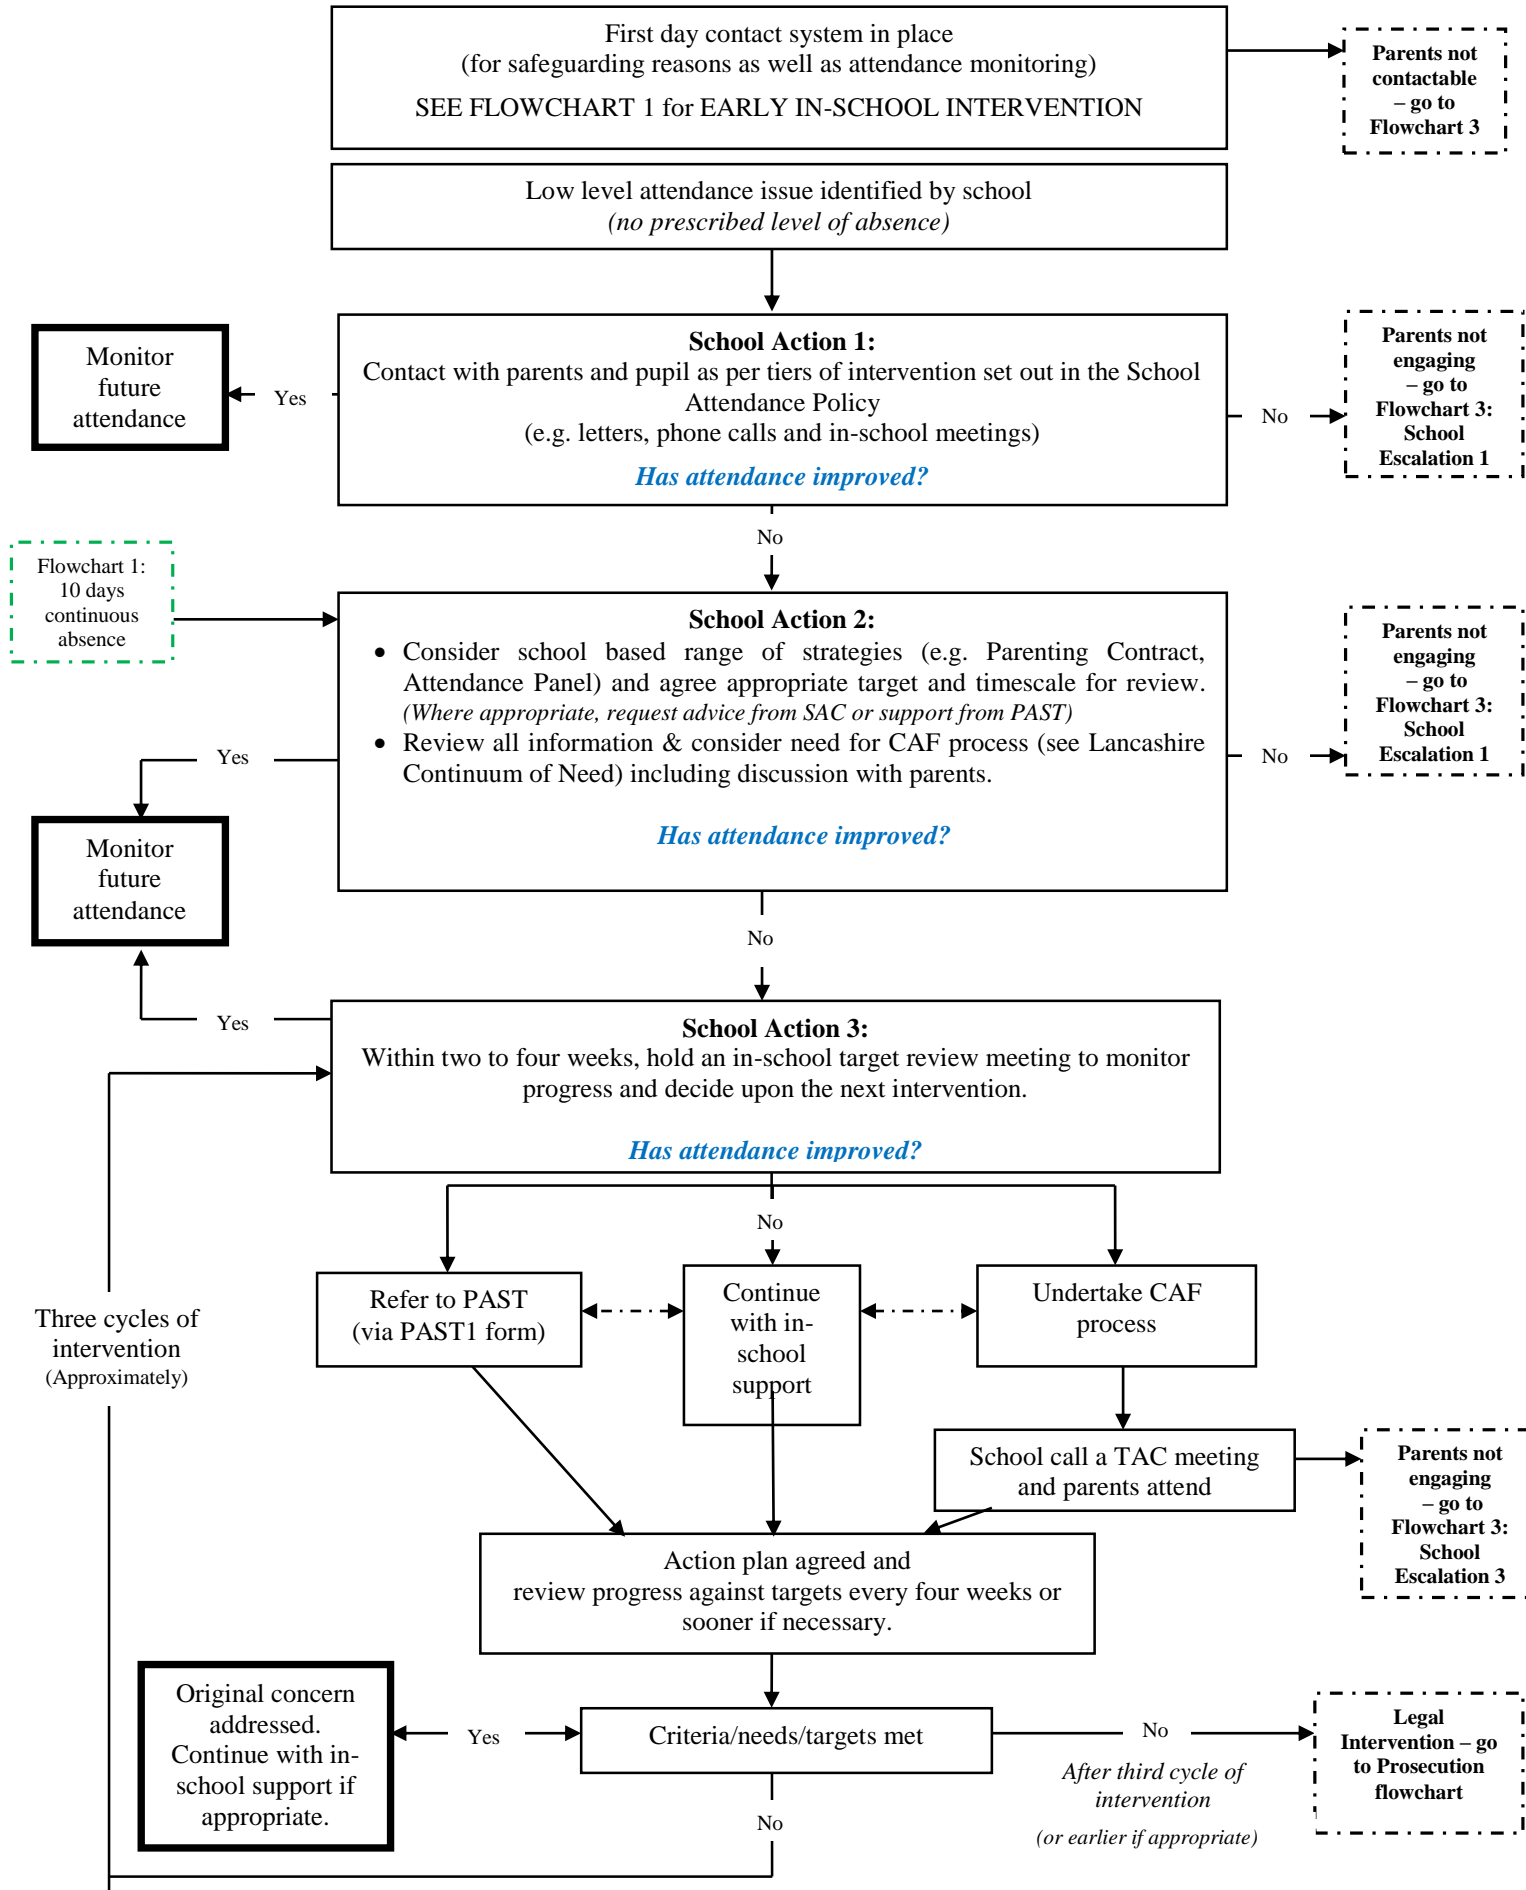 First day contact system in place
(for safeguarding reasons as well as attendance monitoring)
SEE FLOWCHART 1 for EARLY IN-SCHOOL INTERVENTION
Parents not
contactable
– go to
Flowchart 3
Low level attendance issue identified by school
(no prescribed level of absence)
Monitor
future
attendance
Yes
School Action 1:
Contact with parents and pupil as per tiers of intervention set out in the School
Attendance Policy
(e.g. letters, phone calls and in-school meetings)
Has attendance improved?
No
Parents not
engaging
– go to
Flowchart 3:
School
Escalation 1
No
Flowchart 1:
10 days
continuous
absence
School Action 2:
• Consider school based range of strategies (e.g. Parenting Contract,
Attendance Panel) and agree appropriate target and timescale for review.
(Where appropriate, request advice from SAC or support from PAST)
• Review all information & consider need for CAF process (see Lancashire
Continuum of Need) including discussion with parents.
Has attendance improved?
No
Parents not
engaging
– go to
Flowchart 3:
School
Escalation 1
Yes
Monitor
future
attendance
No
Yes
School Action 3:
Within two to four weeks, hold an in-school target review meeting to monitor
progress and decide upon the next intervention.
Has attendance improved?
No
Three cycles of
intervention
(Approximately)
Refer to PAST
(via PAST1 form)
Continue
with in-
school
support
Undertake CAF
process
School call a TAC meeting
and parents attend
Parents not
engaging
– go to
Flowchart 3:
School
Escalation 3
Action plan agreed and
review progress against targets every four weeks or
sooner if necessary.
Original concern
addressed.
Continue with in-
school support if
appropriate.
Yes
Criteria/needs/targets met
No
After third cycle of
intervention
(or earlier if appropriate)
Legal
Intervention – go
to Prosecution
flowchart
No